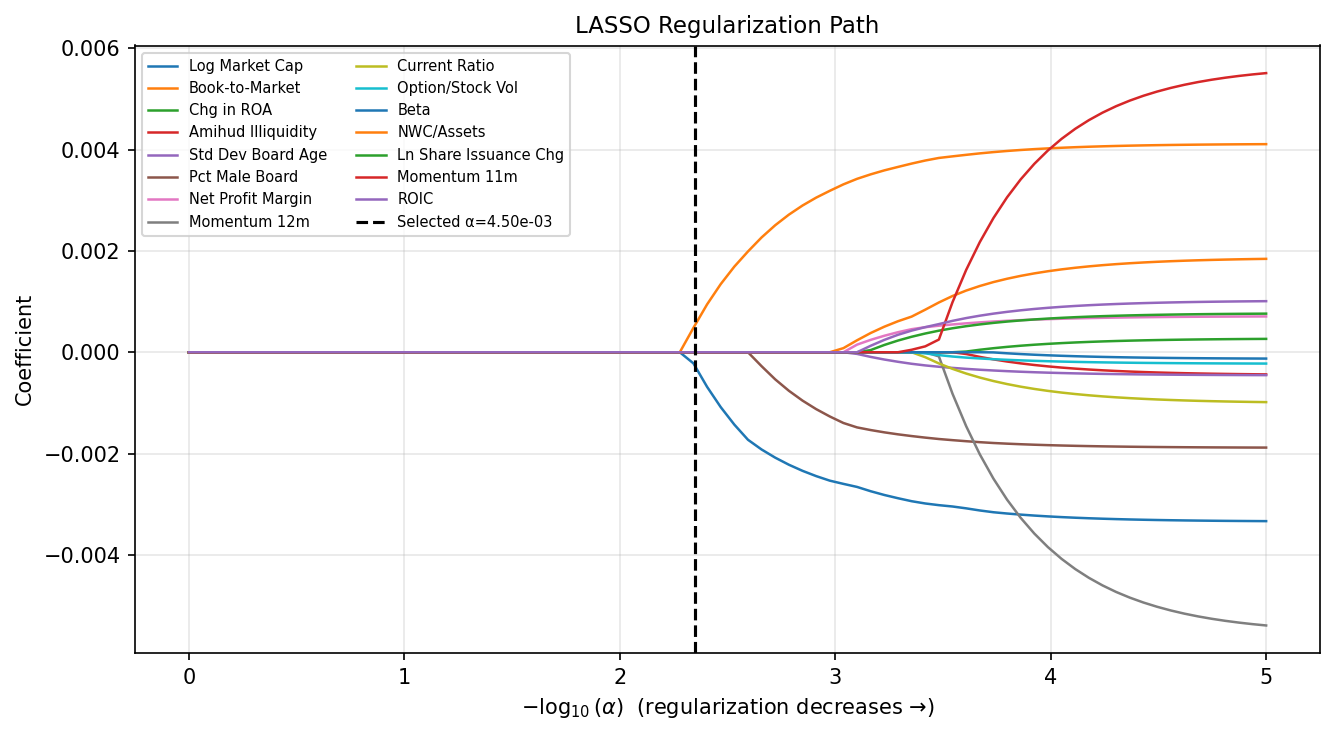 LASSO Regularization Path
Coefficient
0.006
0.004
0.002
0.000
−0.002
−0.004
Log Market Cap
Book-to-Market
Chg in ROA
Amihud Illiquidity
Std Dev Board Age
Pct Male Board
Net Profit Margin
Momentum 12m
Current Ratio
Option/Stock Vol
Beta
NWC/Assets
Ln Share Issuance Chg
Momentum 11m
ROIC
Selected α=4.50e-03
0 1 2 3 4 5
−log₁₀(α) (regularization decreases →)